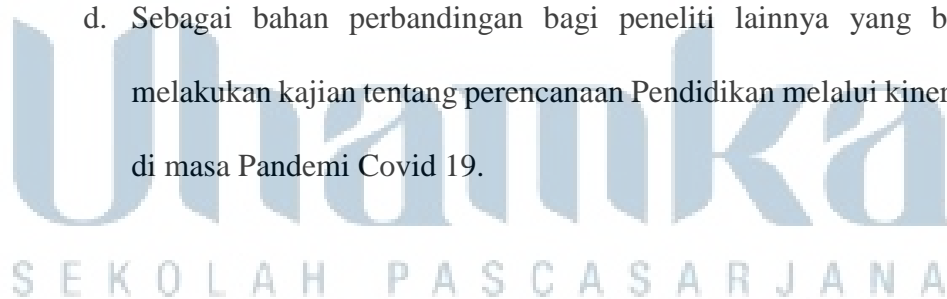 d. Sebagai bahan perbandingan bagi peneliti lainnya yang
melakukan kajian tentang perencanaan Pendidikan melalui
di masa Pandemi Covid 19.
Uhamka
SEKOLAH PASCASARJANA